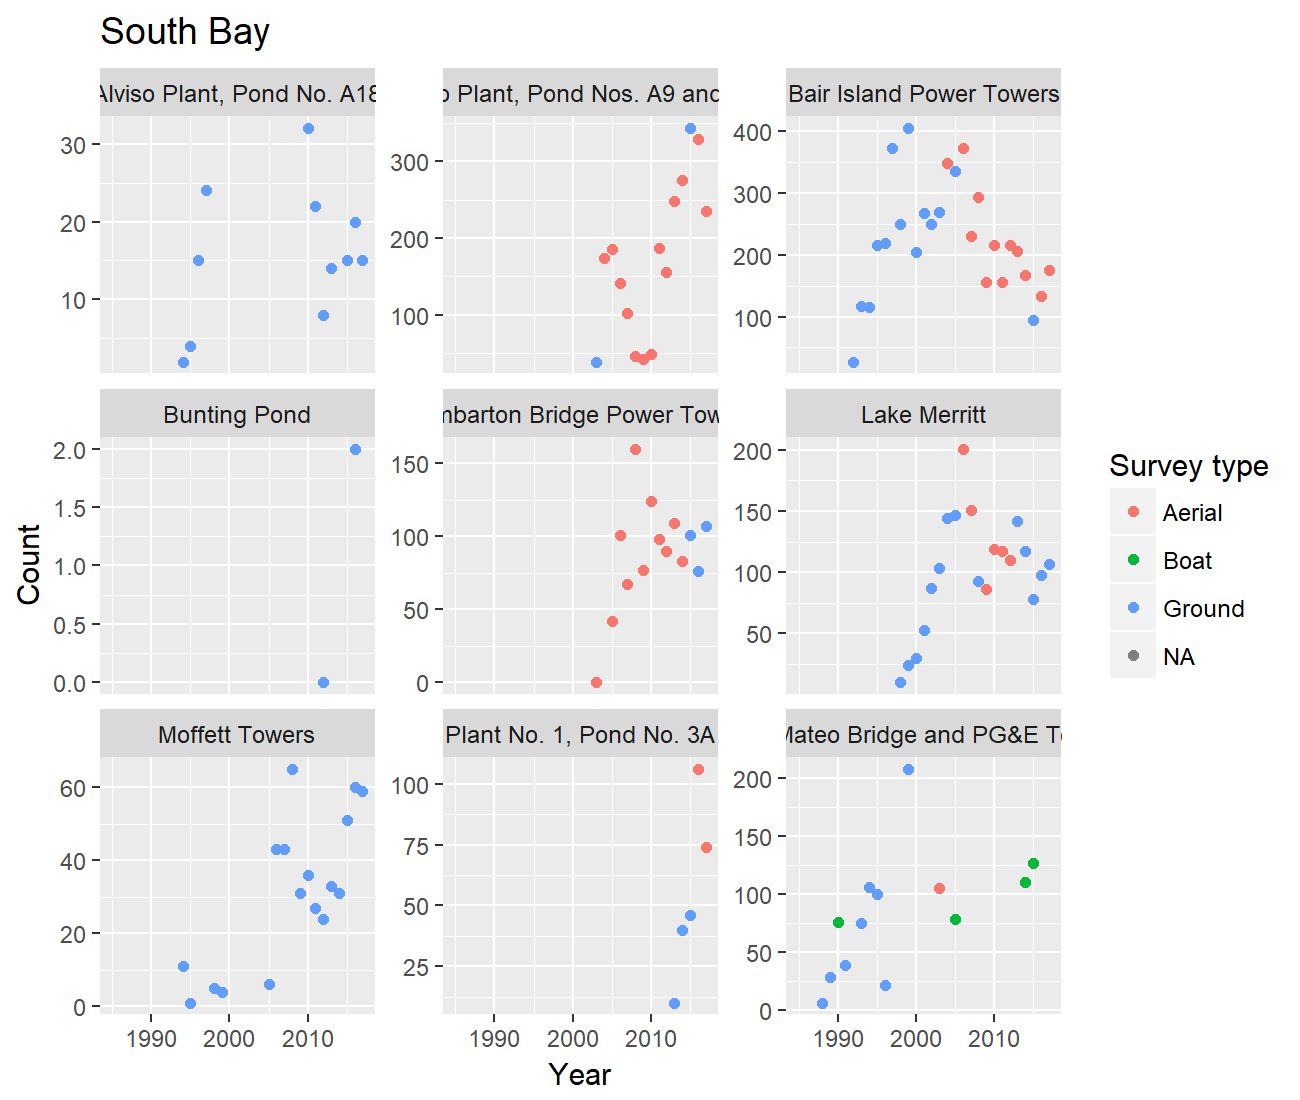 South Bay
Alviso Plant, Pond No. A18
o Plant, Pond Nos. A9 and
Bair Island Power Towers
30
20
10
300
200
100
400
300
200
100
Bunting Pond
mbarton Bridge Power Tow
Lake Merritt
2.0
1.5
1.0
0.5
0.0
150
100
50
0
200
150
100
50
Moffett Towers
Plant No. 1, Pond No. 3A
Mateo Bridge and PG&E To
60
40
20
0
100
75
50
25
200
150
100
50
0
1990 2000 2010
1990 2000 2010
1990 2000 2010
Year
Count
Survey type
Aerial
Boat
Ground
NA